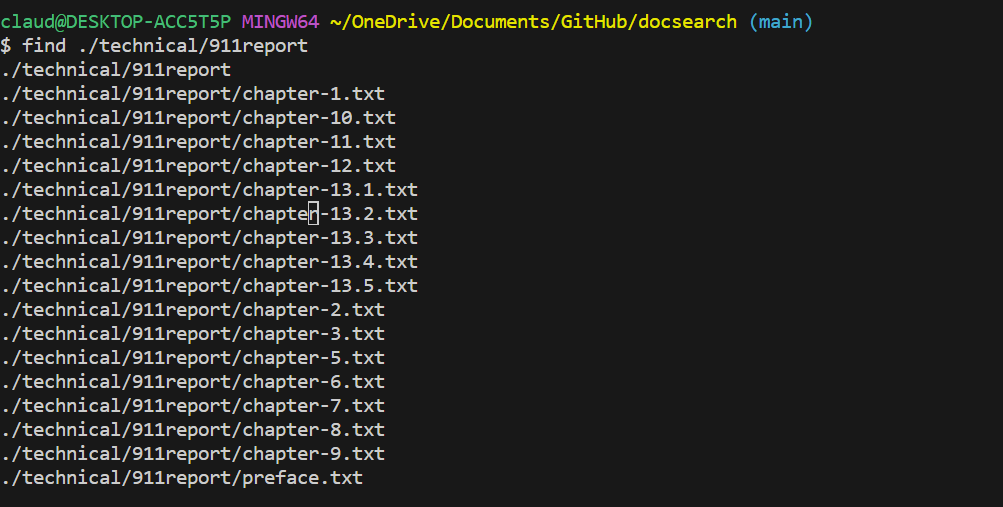 claud@DESKTOP-ACC5T5P MINGW64 ~/OneDrive/Documents/GitHub/docsearch (main)
$ find ./technical/911report
./technical/911report
./technical/911report/chapter-1.txt
./technical/911report/chapter-10.txt
./technical/911report/chapter-11.txt
./technical/911report/chapter-12.txt
./technical/911report/chapter-13.1.txt
./technical/911report/chapter-13.2.txt
./technical/911report/chapter-13.3.txt
./technical/911report/chapter-13.4.txt
./technical/911report/chapter-13.5.txt
./technical/911report/chapter-2.txt
./technical/911report/chapter-3.txt
./technical/911report/chapter-5.txt
./technical/911report/chapter-6.txt
./technical/911report/chapter-7.txt
./technical/911report/chapter-8.txt
./technical/911report/chapter-9.txt
./technical/911report/preface.txt